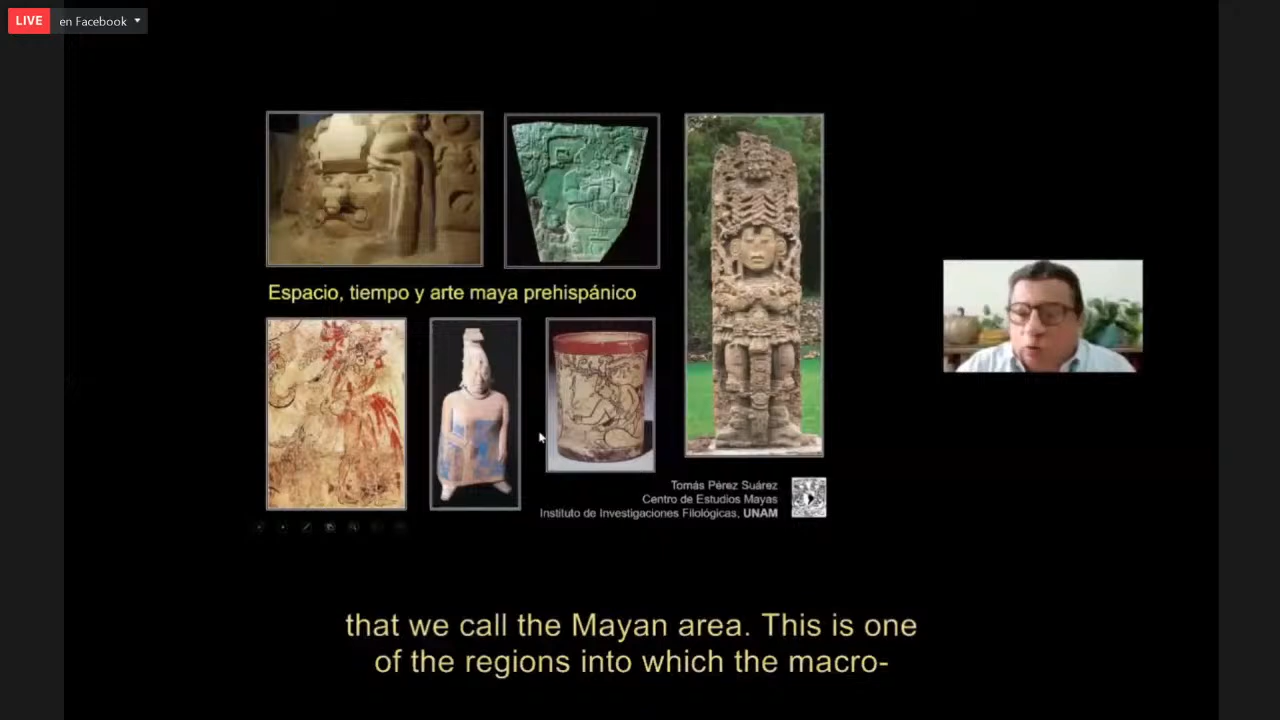 LIVE en Facebook
Espacio, tiempo y arte maya prehispánico
Tomás Pérez Suárez
Centro de Estudios Mayas
Instituto de Investigaciones Filológicas, UNAM
that we call the Mayan area. This is one
of the regions into which the macro-